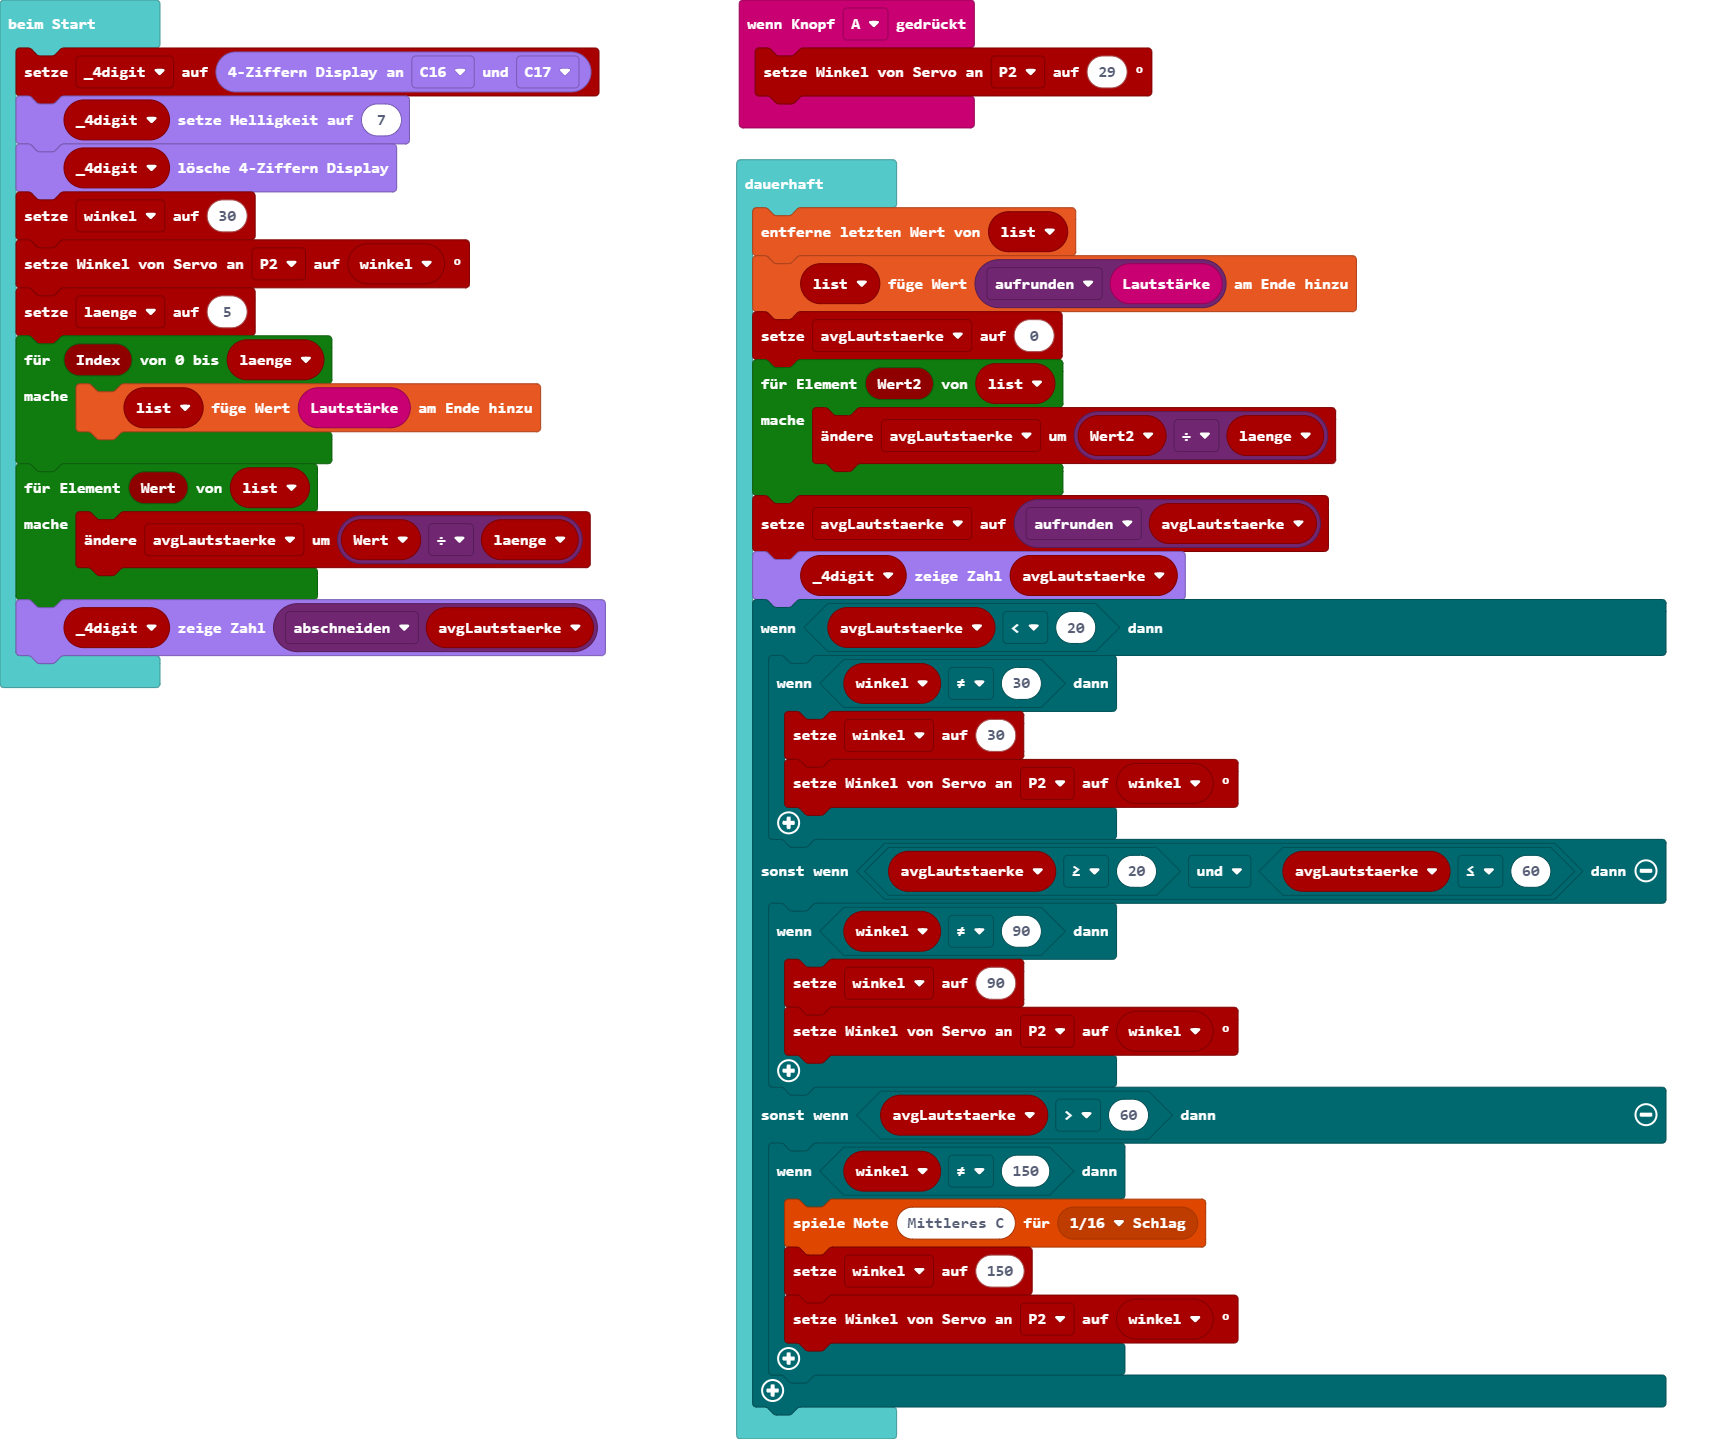 beim Start
setze _4digit auf 4-Ziffern Display an C16 und C17
_4digit setze Helligkeit auf 7
_4digit lösche 4-Ziffern Display
setze winkel auf 30
setze Winkel von Servo an P2 auf winkel °
setze laenge auf 5
für Index von 0 bis laenge
mache list füge Wert Lautstärke am Ende hinzu
für Element Wert von list
mache ändere avgLautstaerke um Wert ÷ laenge
_4digit zeige Zahl abschneiden avgLautstaerke
wenn Knopf A gedrückt
setze Winkel von Servo an P2 auf 29 °
dauerhaft
entferne letzten Wert von list
list füge Wert aufrunden Lautstärke am Ende hinzu
setze avgLautstaerke auf 0
für Element Wert2 von list
mache ändere avgLautstaerke um Wert2 ÷ laenge
setze avgLautstaerke auf aufrunden avgLautstaerke
_4digit zeige Zahl avgLautstaerke
wenn avgLautstaerke < 20 dann
wenn winkel ≠ 30 dann
setze winkel auf 30
setze Winkel von Servo an P2 auf winkel °
sonst wenn avgLautstaerke ≥ 20 und avgLautstaerke ≤ 60 dann
wenn winkel ≠ 90 dann
setze winkel auf 90
setze Winkel von Servo an P2 auf winkel °
sonst wenn avgLautstaerke > 60 dann
wenn winkel ≠ 150 dann
spiele Note Mittleres C für 1/16 Schlag
setze winkel auf 150
setze Winkel von Servo an P2 auf winkel °